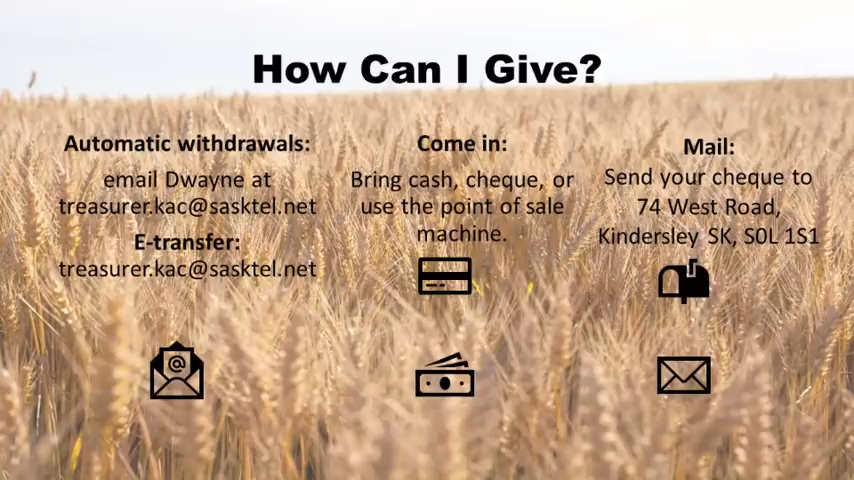 How Can I Give?
Automatic withdrawals:
email Dwayne at
treasurer.kac@sasktel.net
E-transfer:
treasurer.kac@sasktel.net
Come in:
Bring cash, cheque, or
use the point of sale
machine.
Mail:
Send your cheque to
74 West Road,
Kindersley SK, S0L 1S1
@